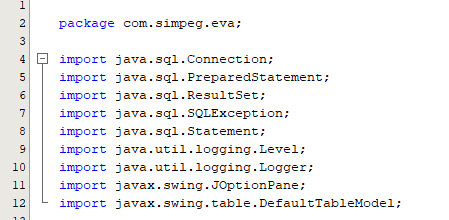 1
2 package com.simpeg.eva;
3
4 import java.sql.Connection;
5 import java.sql.PreparedStatement;
6 import java.sql.ResultSet;
7 import java.sql.SQLException;
8 import java.sql.Statement;
9 import java.util.logging.Level;
10 import java.util.logging.Logger;
11 import javax.swing.JOptionPane;
12 import javax.swing.table.DefaultTableModel;